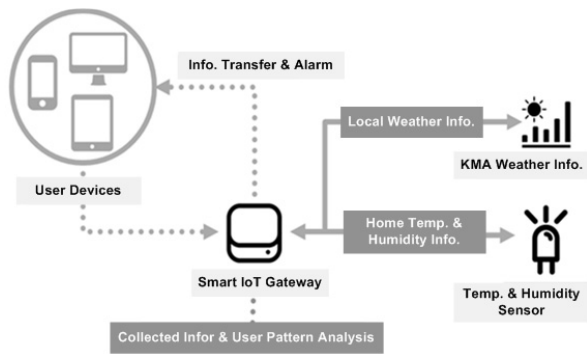 Info. Transfer & Alarm
Local Weather Info.
KMA Weather Info.
User Devices
Home Temp. &
Humidity Info.
Smart IoT Gateway
Temp. & Humidity
Sensor
Collected Infor & User Pattern Analysis